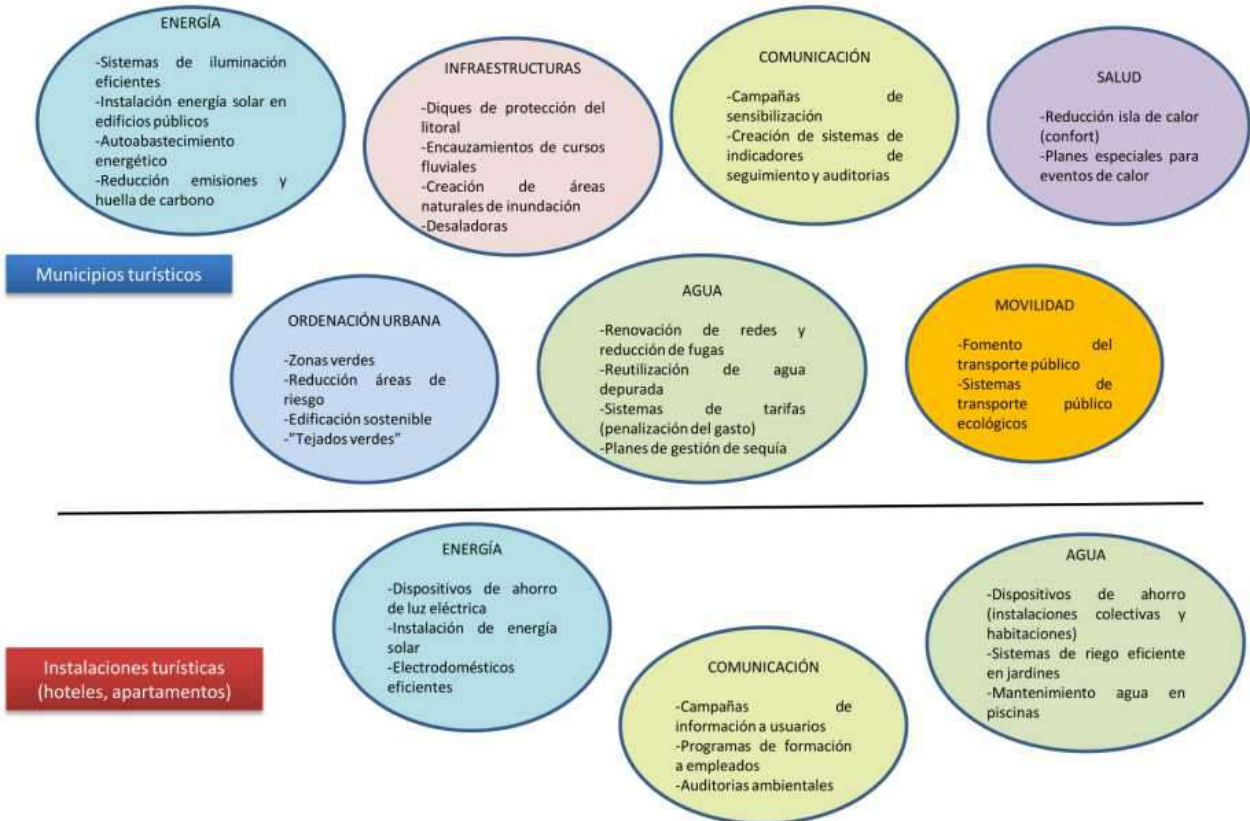 ENERGÍA
-Sistemas de iluminación
eficientes
-Instalación energía solar en
edificios públicos
-Autoabastecimiento
energético
-Reducción emisiones y
huella de carbono
INFRAESTRUCTURAS
-Diques de protección del
litoral
-Encauzamientos de cursos
fluviales
-Creación de áreas
naturales de inundación
-Desaladoras
COMUNICACIÓN
-Campañas de
sensibilización
-Creación de sistemas de
indicadores de
seguimiento y auditorias
SALUD
-Reducción isla de calor
(confort)
-Planes especiales para
eventos de calor
Municipios turísticos
ORDENACIÓN URBANA
-Zonas verdes
-Reducción áreas de
riesgo
-Edificación sostenible
-"Tejados verdes"
AGUA
-Renovación de redes y
reducción de fugas
-Reutilización de agua
depurada
-Sistemas de tarifas
(penalización del gasto)
-Planes de gestión de sequía
MOVILIDAD
-Fomento del
transporte público
-Sistemas de
transporte público
ecológicos
ENERGÍA
-Dispositivos de ahorro
de luz eléctrica
-Instalación de energía
solar
-Electrodomésticos
eficientes
Instalaciones turísticas
(hoteles, apartamentos)
COMUNICACIÓN
-Campañas de
información a usuarios
-Programas de formación
a empleados
-Auditorias ambientales
AGUA
-Dispositivos de ahorro
(instalaciones colectivas y
habitaciones)
-Sistemas de riego eficiente
en jardines
-Mantenimiento agua en
piscinas